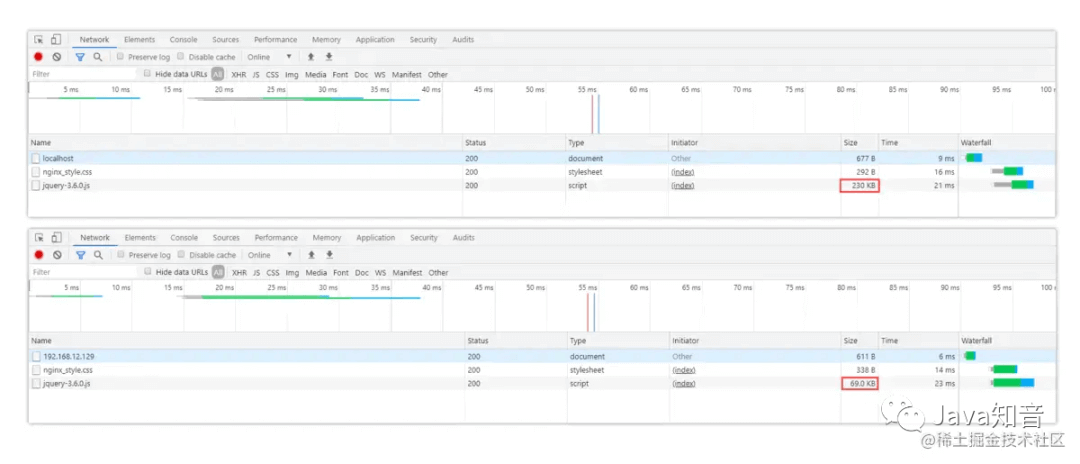 Network Elements Console Sources Performance Memory Application Security Audits
Preserve log Disable cache Online
Filter Hide data URLs All XHR JS CSS Img Media Font Doc WS Manifest Other
5 ms 10 ms 15 ms 20 ms 25 ms 30 ms 35 ms 40 ms 45 ms 50 ms 55 ms 60 ms 65 ms 70 ms 75 ms 80 ms 85 ms 90 ms 95 ms 100 ms
Name Status Type Initiator Size Time Waterfall
localhost 200 document Other 677 B 9 ms
nginx_style.css 200 stylesheet (index) 292 B 16 ms
jquery-3.6.0.js 200 script (index) 230 KB 21 ms
Network Elements Console Sources Performance Memory Application Security Audits
Preserve log Disable cache Online
Filter Hide data URLs All XHR JS CSS Img Media Font Doc WS Manifest Other
5 ms 10 ms 15 ms 20 ms 25 ms 30 ms 35 ms 40 ms 45 ms 50 ms 55 ms 60 ms 65 ms 70 ms 75 ms 80 ms 85 ms 90 ms 95 ms 100 ms
Name Status Type Initiator Size Time Waterfall
192.168.12.129 200 document Other 611 B 6 ms
nginx_style.css 200 stylesheet (index) 338 B 14 ms
jquery-3.6.0.js 200 script (index) 69.0 KB 23 ms
Java知音
@稀土掘金技术社区